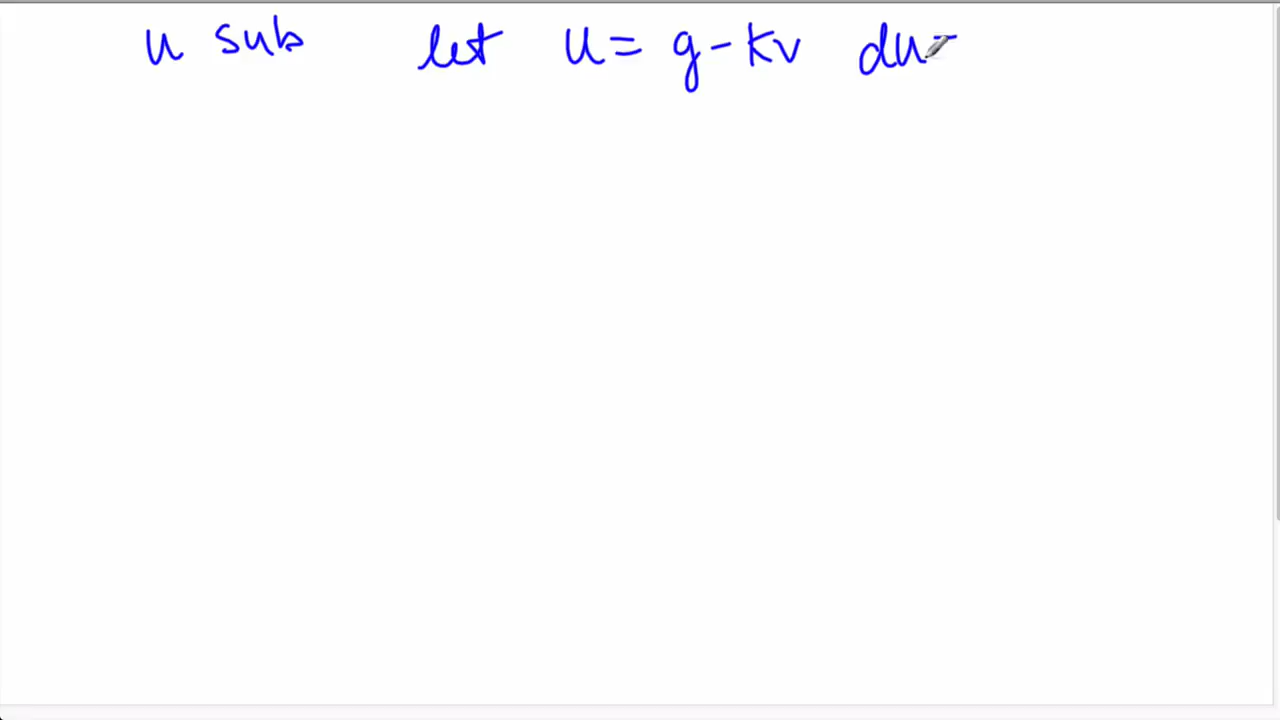 u sub let u = g - kv du =